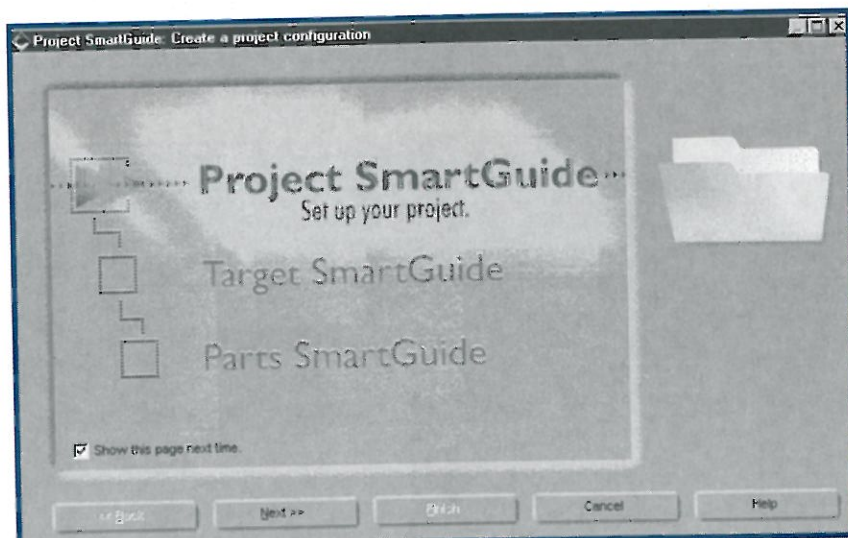 Project SmartGuide: Create a project configuration
Project SmartGuide
Set up your project.
Target SmartGuide
Parts SmartGuide
Show this page next time.
<< Back
Next >>
Finish
Cancel
Help